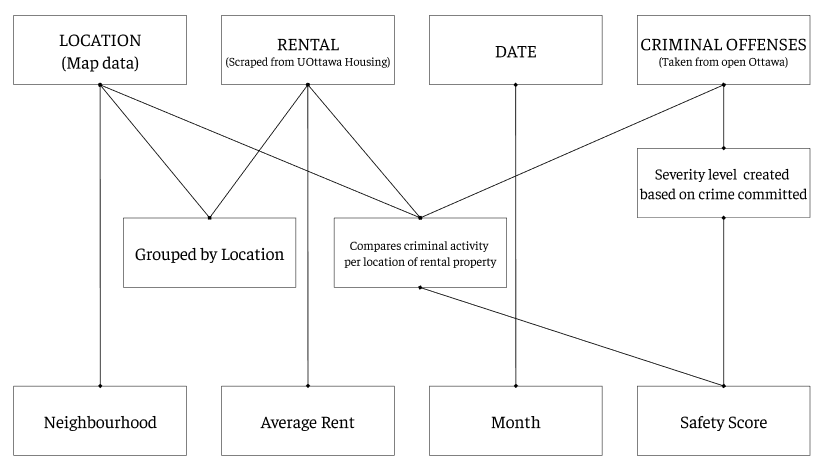 LOCATION
(Map data)
RENTAL
(Scraped from UOttawa Housing)
DATE
CRIMINAL OFFENSES
(Taken from open Ottawa)
Severity level created
based on crime committed
Grouped by Location
Compares criminal activity
per location of rental property
Neighbourhood
Average Rent
Month
Safety Score